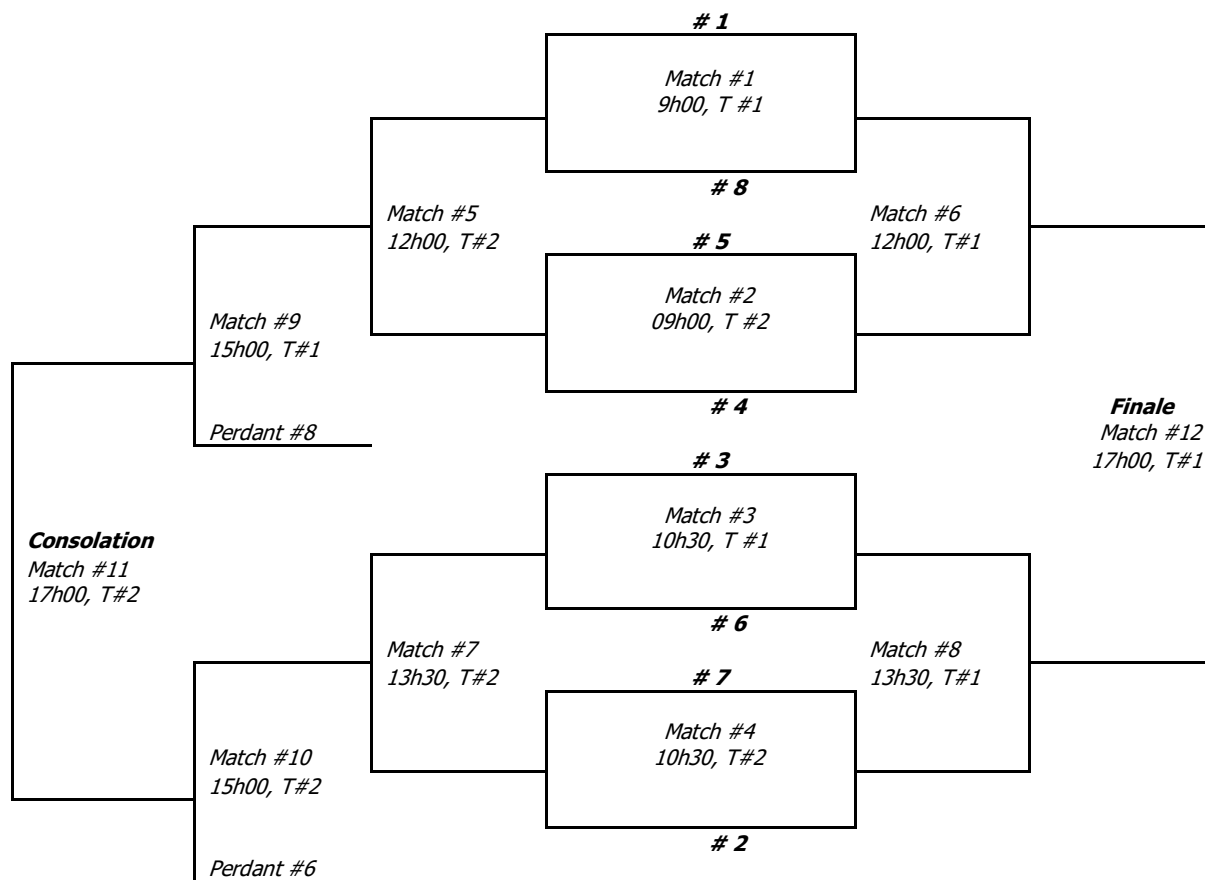 # 1
Match #1
9h00, T #1
# 8
Match #5
12h00, T#2
Match #6
12h00, T#1
# 5
Match #2
09h00, T #2
# 4
Match #9
15h00, T#1
Perdant #8
Finale
Match #12
17h00, T#1
# 3
Match #3
10h30, T #1
# 6
Consolation
Match #11
17h00, T#2
Match #7
13h30, T#2
Match #8
13h30, T#1
# 7
Match #4
10h30, T#2
# 2
Match #10
15h00, T#2
Perdant #6